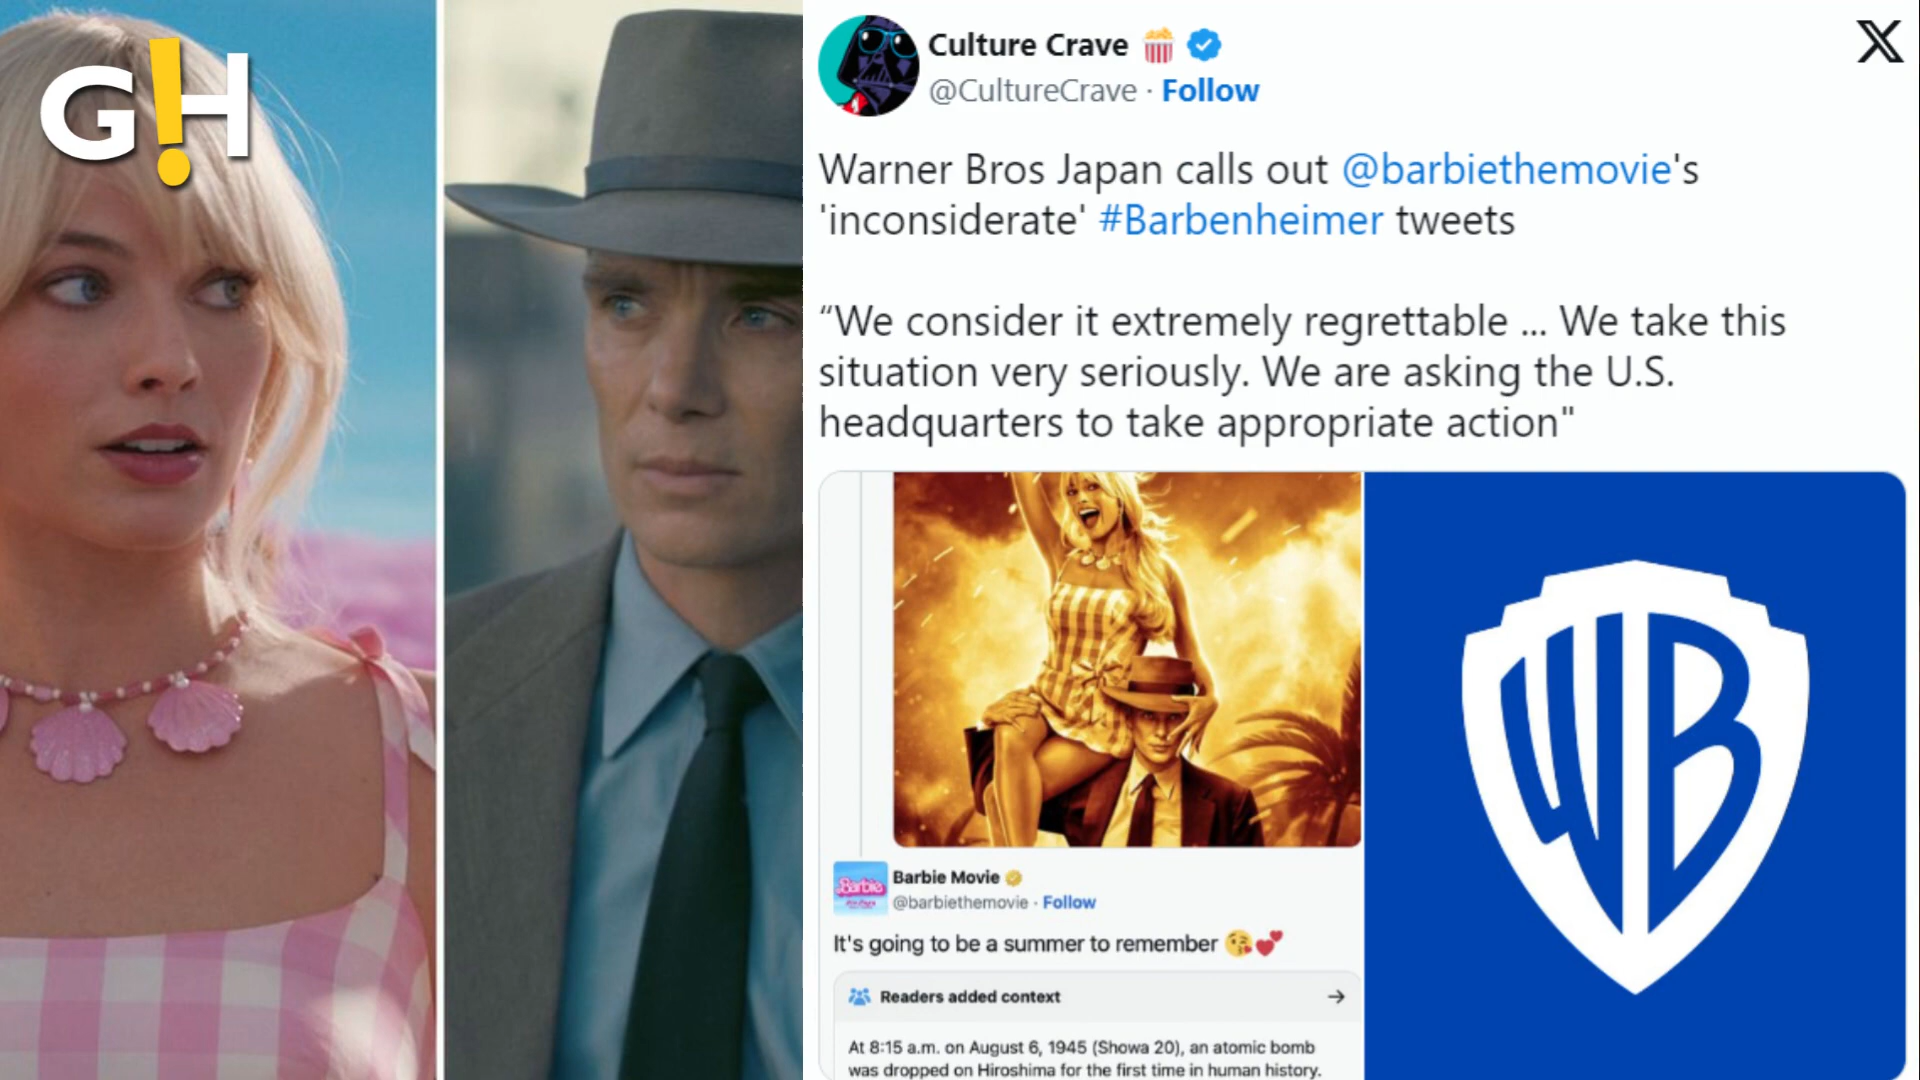 G!H
Culture Crave 🍿
@CultureCrave · Follow
X
Warner Bros Japan calls out @barbiethemovie's
'inconsiderate' #Barbenheimer tweets
“We consider it extremely regrettable ... We take this
situation very seriously. We are asking the U.S.
headquarters to take appropriate action"
WB
Barbie
Barbie Movie
@barbiethemovie · Follow
It's going to be a summer to remember 😘💕
Readers added context
At 8:15 a.m. on August 6, 1945 (Showa 20), an atomic bomb
was dropped on Hiroshima for the first time in human history.